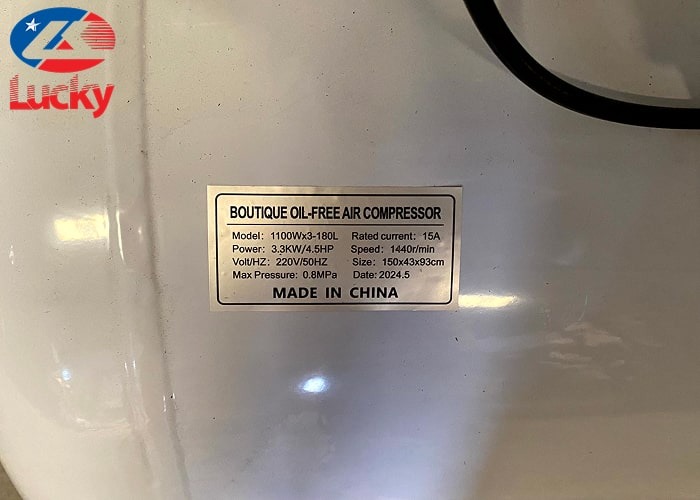 Lucky
BOUTIQUE OIL-FREE AIR COMPRESSOR
Model: 1100Wx3-180L Rated current: 15A
Power: 3.3KW/4.5HP Speed: 1440r/min
Volt/HZ: 220V/50HZ Size: 150x43x93cm
Max Pressure: 0.8MPa Date: 2024.5
MADE IN CHINA